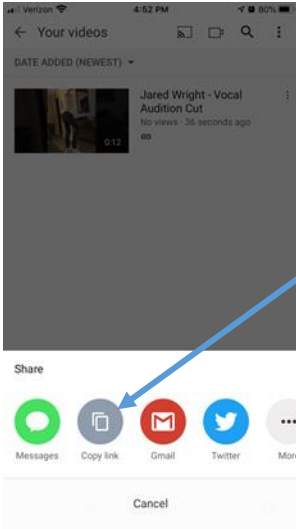 Verizon 4:52 PM 80%
Your videos
DATE ADDED (NEWEST)
Jared Wright - Vocal
Audition Cut
No views · 36 seconds ago
0:12
Share
Messages Copy link Gmail Twitter More
Cancel